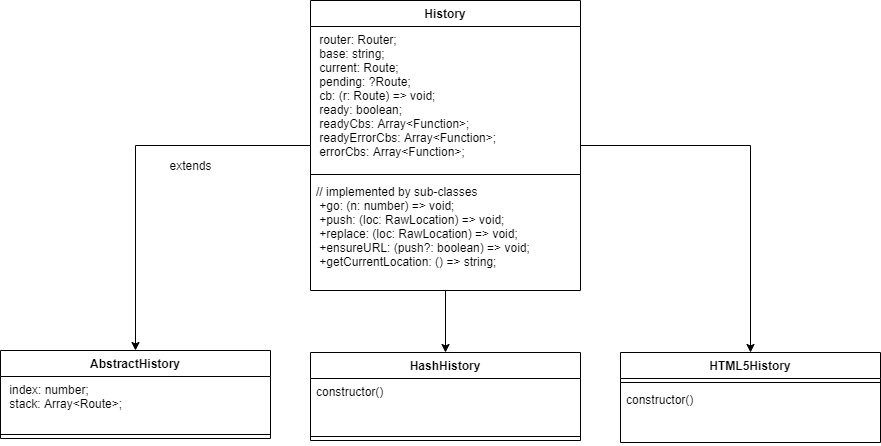 History
router: Router;
base: string;
current: Route;
pending: ?Route;
cb: (r: Route) => void;
ready: boolean;
readyCbs: Array<Function>;
readyErrorCbs: Array<Function>;
errorCbs: Array<Function>;
extends
// implemented by sub-classes
+go: (n: number) => void;
+push: (loc: RawLocation) => void;
+replace: (loc: RawLocation) => void;
+ensureURL: (push?: boolean) => void;
+getCurrentLocation: () => string;
AbstractHistory
index: number;
stack: Array<Route>;
HashHistory
constructor()
HTML5History
constructor()